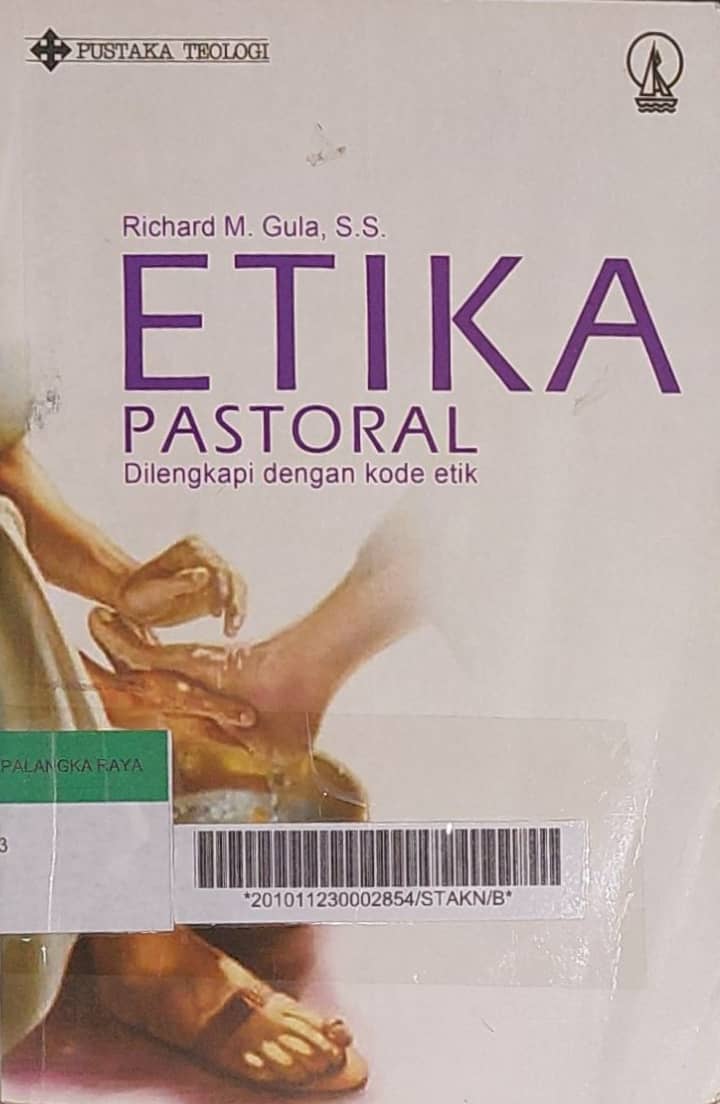 PUSTAKA TEOLOGI
Richard M. Gula, S.S.
ETIKA
PASTORAL
Dilengkapi dengan kode etik
PALANGKA RAYA
3
*201011230002854/STAKN/B*